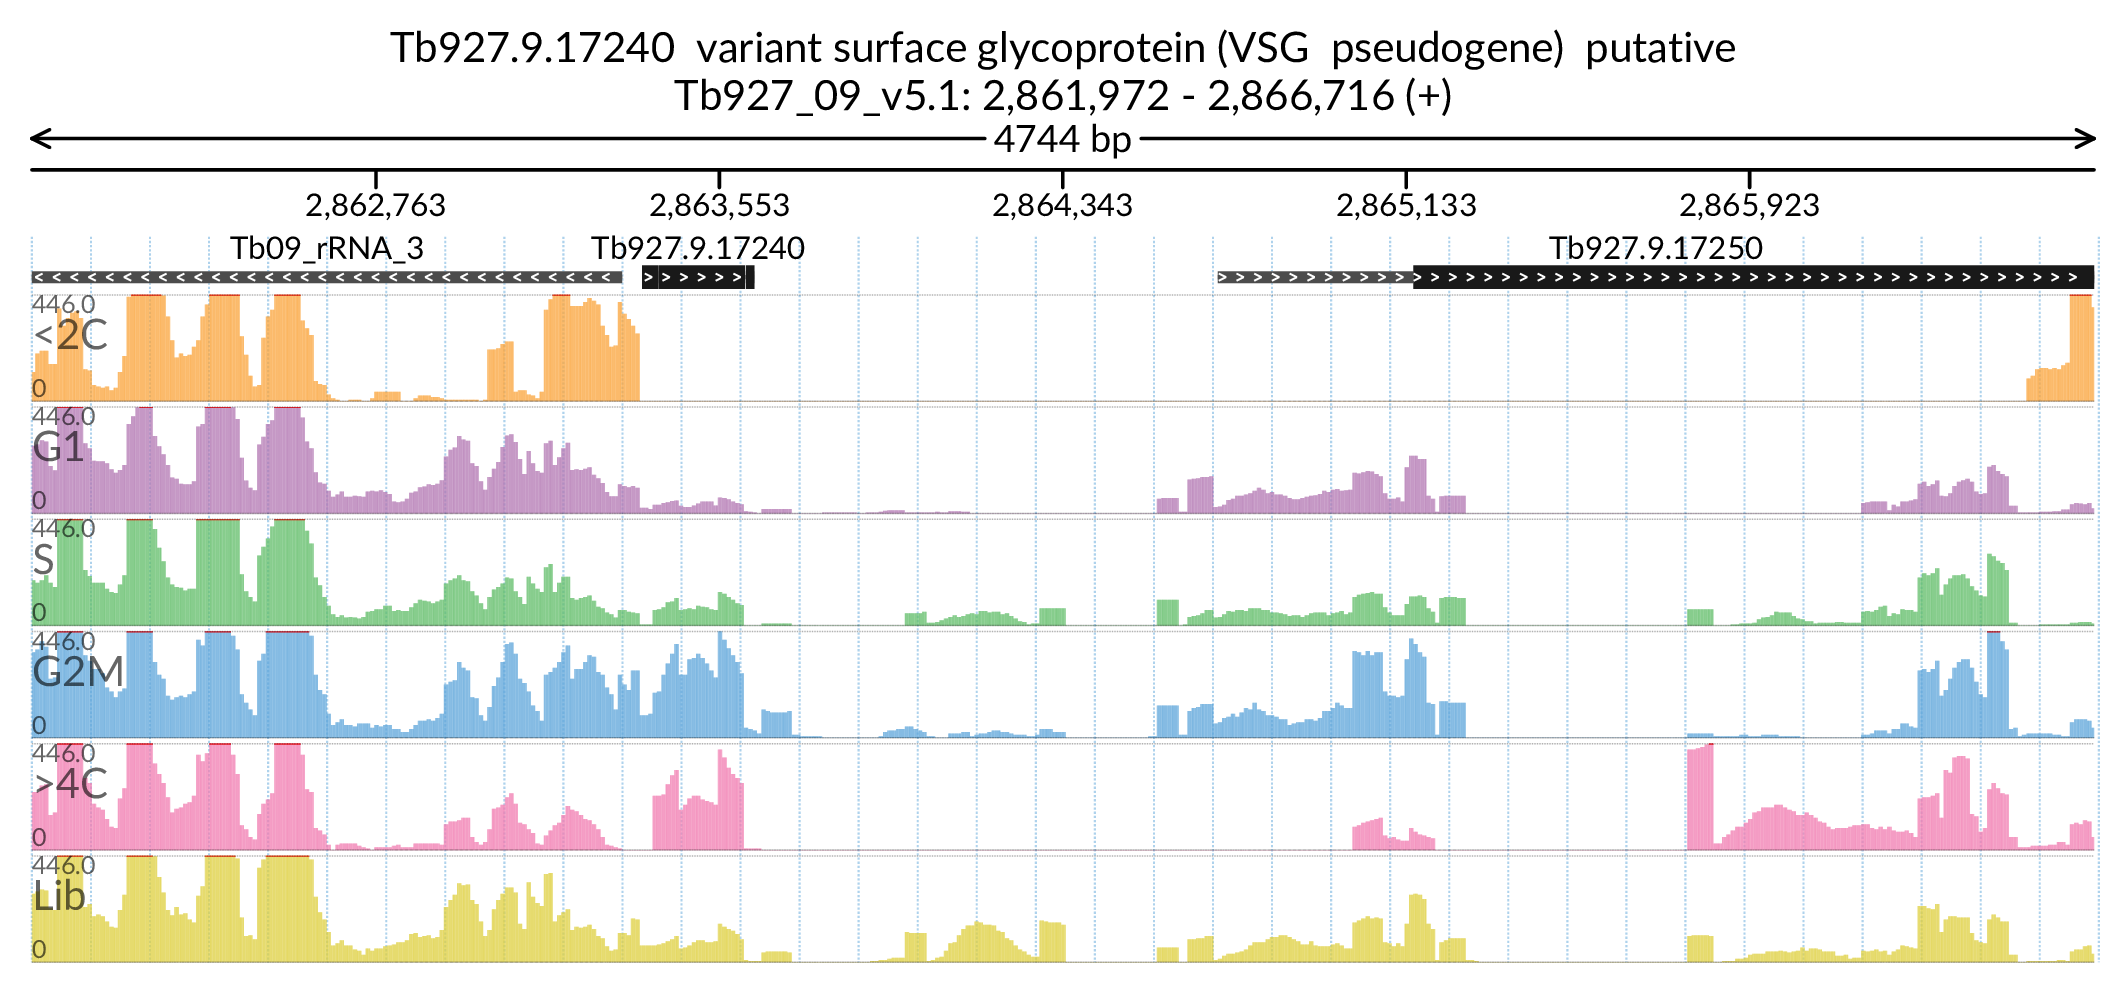 Tb927.9.17240 variant surface glycoprotein (VSG pseudogene) putative
Tb927_09_v5.1: 2,861,972 - 2,866,716 (+)
4744 bp
2,862,763 2,863,553 2,864,343 2,865,133 2,865,923
Tb09_rRNA_3 Tb927.9.17240 Tb927.9.17250
446.0
<2C
0
446.0
G1
0
446.0
S
0
446.0
G2M
0
446.0
>4C
0
446.0
Lib
0